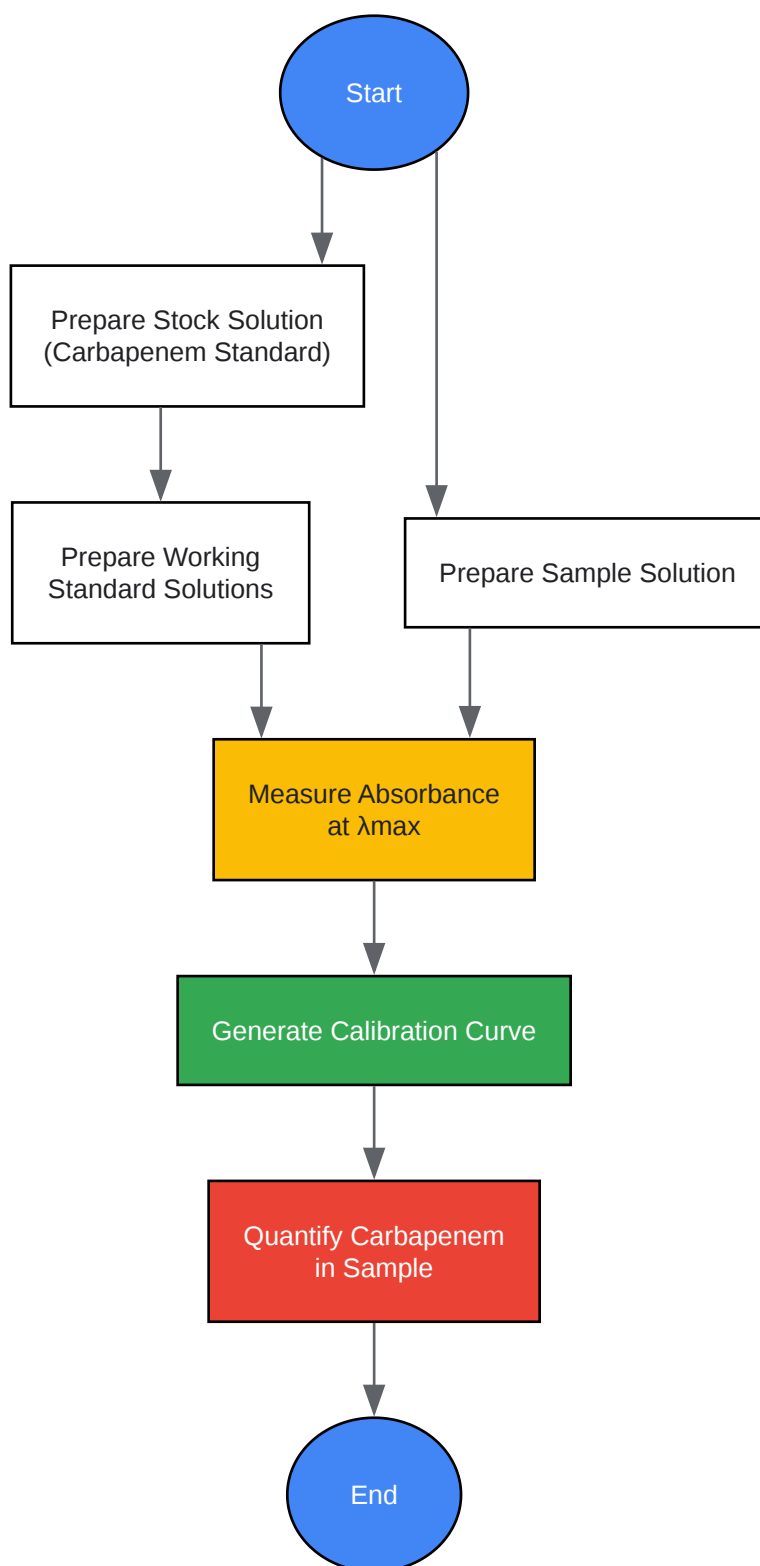 Start
Prepare Stock Solution
(Carbapenem Standard)
Prepare Working
Standard Solutions
Prepare Sample Solution
Measure Absorbance
at λmax
Generate Calibration Curve
Quantify Carbapenem
in Sample
End